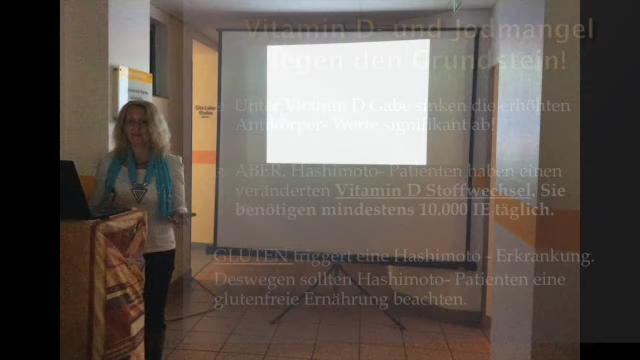 Vitamin D- und Jodmangel
legen den Grundstein!
Unter Vitamin D Gabe sinken die erhöhten
Antikörper- Werte signifikant ab!
ABER. Hashimoto- Patienten haben einen
veränderten Vitamin D Stoffwechsel. Sie
benötigen mindestens 10.000 IE täglich.
GLUTEN triggert eine Hashimoto - Erkrankung.
Deswegen sollten Hashimoto- Patienten eine
glutenfreie Ernährung beachten.